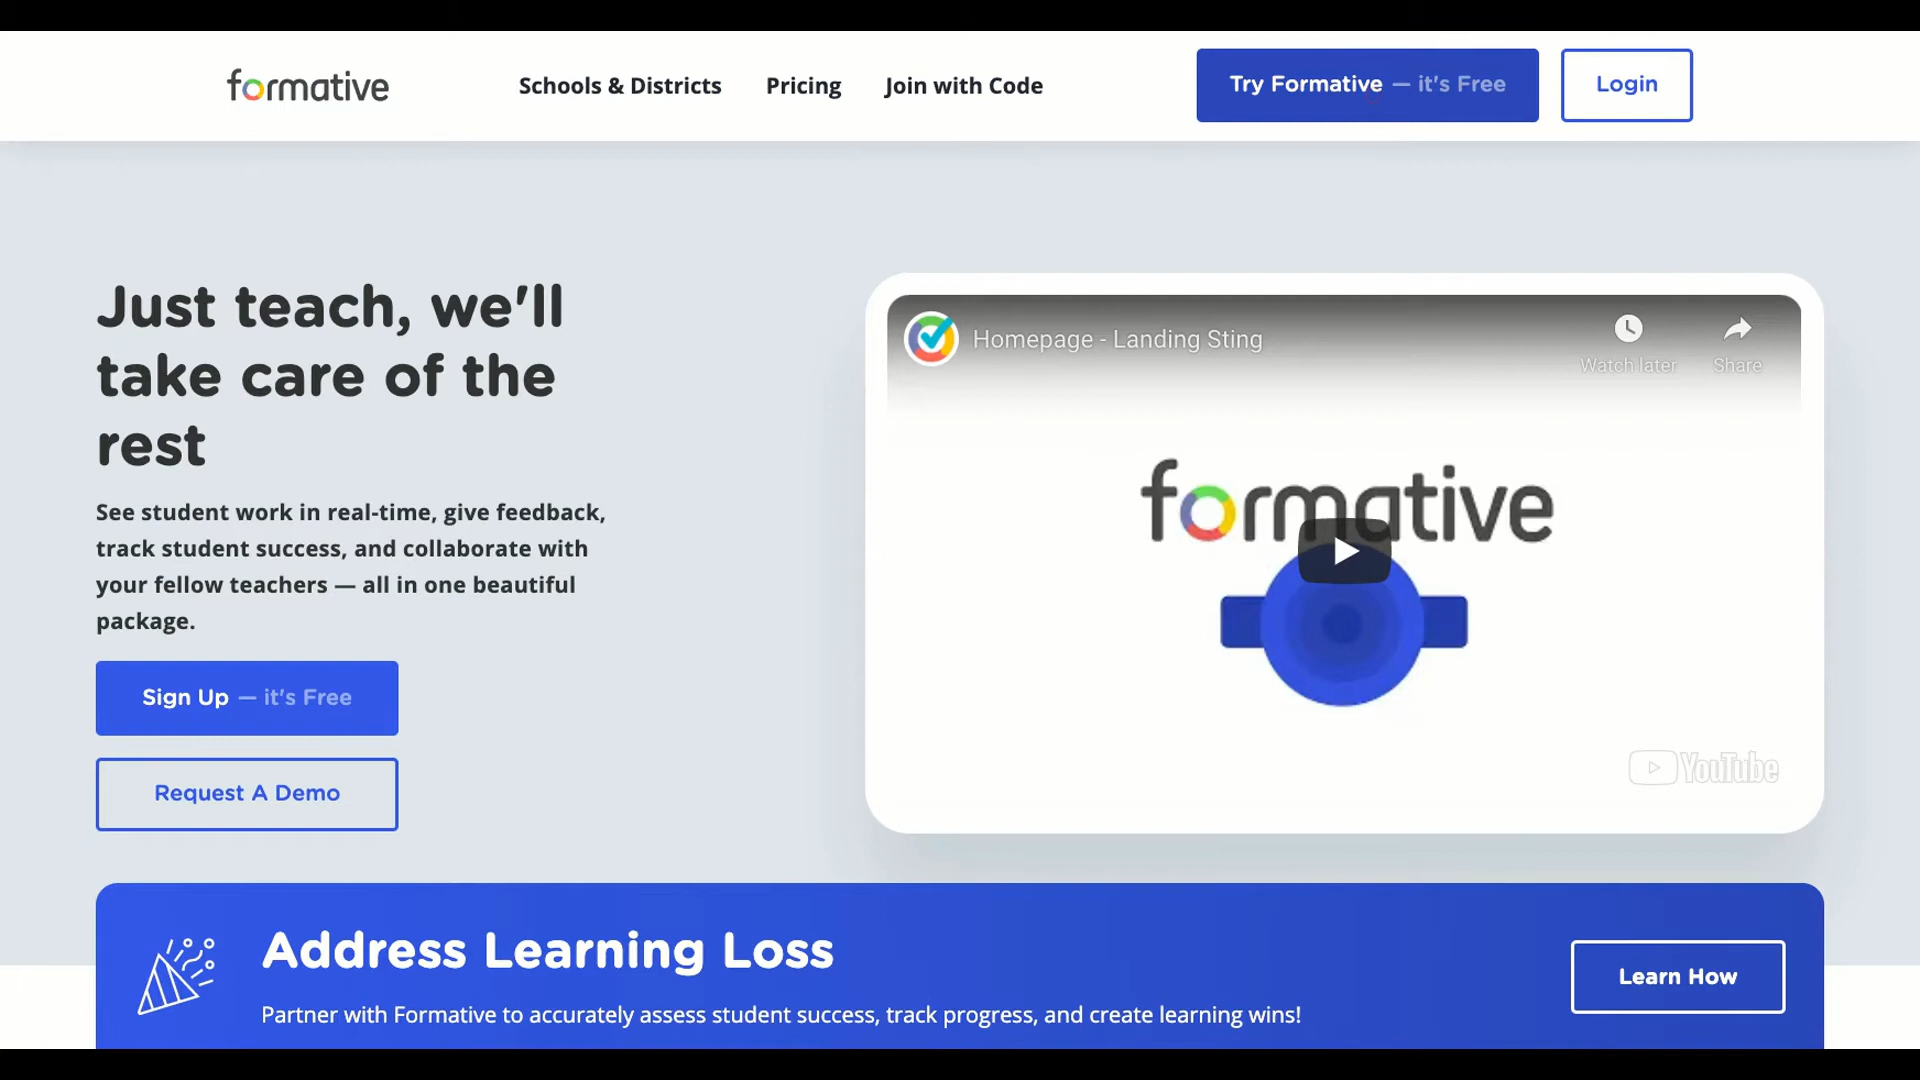 formative
Schools & Districts
Pricing
Join with Code
Try Formative — it's Free
Login
Just teach, we'll
take care of the
rest
See student work in real-time, give feedback,
track student success, and collaborate with
your fellow teachers — all in one beautiful
package.
Sign Up — it's Free
Request A Demo
Homepage - Landing Sting
Watch later
Share
formative
YouTube
Address Learning Loss
Partner with Formative to accurately assess student success, track progress, and create learning wins!
Learn How